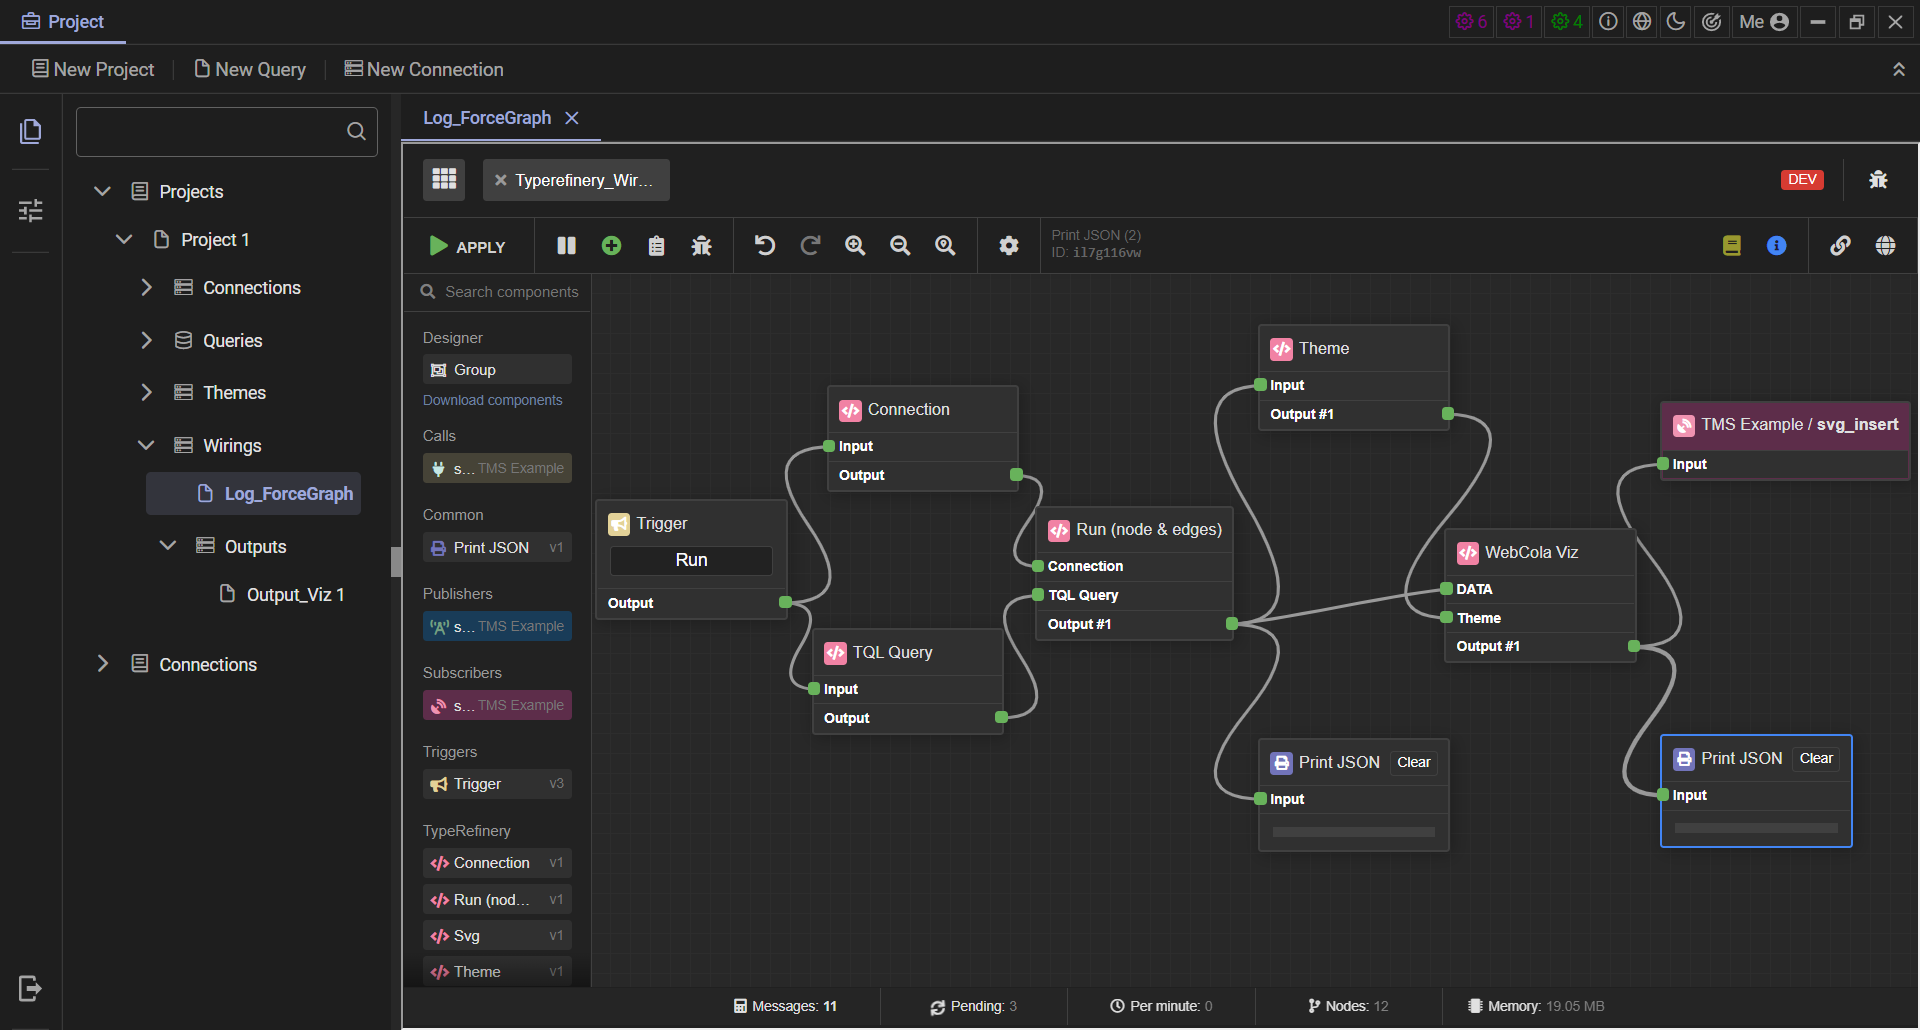 Project
6
1
4
Me
New Project
New Query
New Connection
Log_ForceGraph
Projects
Project 1
Connections
Queries
Themes
Wirings
Log_ForceGraph
Outputs
Output_Viz 1
Connections
Typerefinery_Wir...
DEV
APPLY
Print JSON (2)
ID: il7g116vw
Search components
Designer
Group
Download components
Calls
s... TMS Example
Common
Print JSON v1
Publishers
s... TMS Example
Subscribers
s... TMS Example
Triggers
Trigger v3
TypeRefinery
Connection v1
Run (nod... v1
Svg v1
Theme v1
Trigger
Run
Output
Connection
Input
Output
TQL Query
Input
Output
Run (node & edges)
Connection
TQL Query
Output #1
Theme
Input
Output #1
Print JSON
Clear
Input
WebCola Viz
DATA
Theme
Output #1
TMS Example / svg_insert
Input
Print JSON
Clear
Input
Messages: 11
Pending: 3
Per minute: 0
Nodes: 12
Memory: 19.05 MB